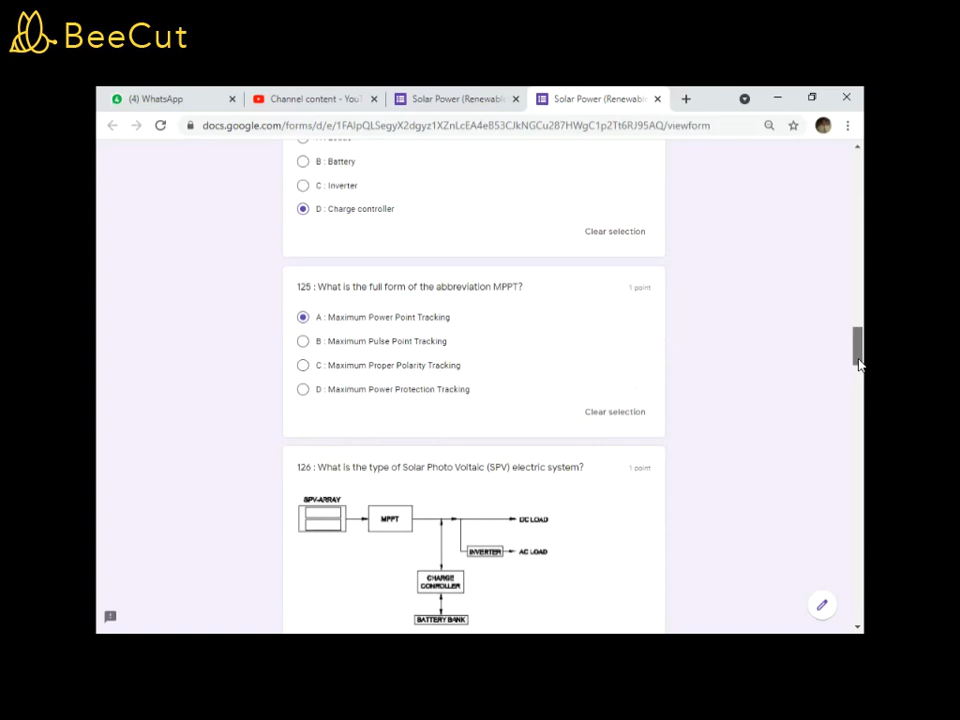 BeeCut
(4) WhatsApp
Channel content - YouT
Solar Power (Renewable
Solar Power (Renewable
docs.google.com/forms/d/e/1FAIpQLSegyX2dgyz1XZnLcEA4eB53CJkNGCu287HWgC1p2Tt6RJ95AQ/viewform
B : Battery
C : Inverter
D : Charge controller
Clear selection
125 : What is the full form of the abbreviation MPPT?
1 point
A : Maximum Power Point Tracking
B : Maximum Pulse Point Tracking
C : Maximum Proper Polarity Tracking
D : Maximum Power Protection Tracking
Clear selection
126 : What is the type of Solar Photo Voltaic (SPV) electric system?
1 point
SPV-ARRAY
MPPT
DC LOAD
INVERTER
AC LOAD
CHARGE
CONTROLLER
BATTERY BANK